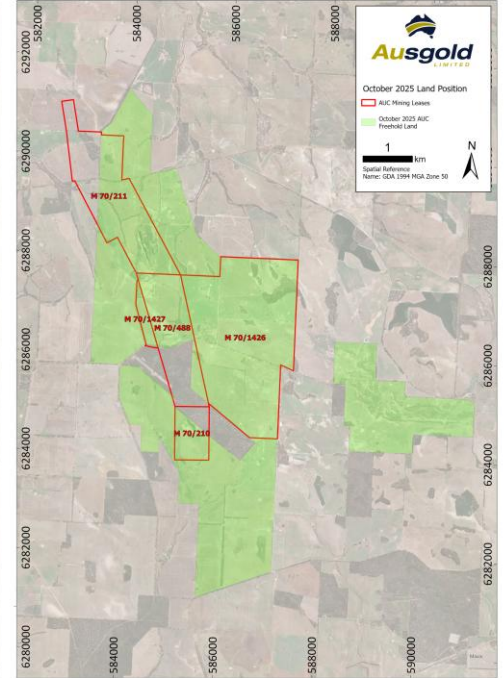 582000
584000
586000
588000
6292000
6290000
6288000
6286000
6284000
6282000
6280000
Ausgold
LIMITED
October 2025 Land Position
AUC Mining Leases
October 2025 AUC
Freehold Land
1
km
N
Spatial Reference
Name: GDA 1994 MGA Zone 50
M 70/211
M 70/1427
M 70/488
M 70/1426
M 70/210
6288000
6286000
6284000
6282000
584000
586000
588000
590000